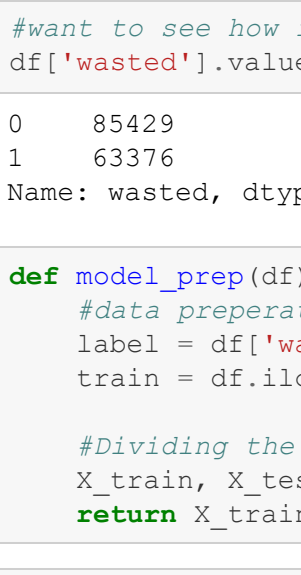 #want to see how
df['wasted'].value
0    85429
1    63376
Name: wasted, dtyp
def model_prep(df)
    #data preperat
    label = df['wa
    train = df.ilo
    #Dividing the
    X_train, X_tes
    return X_train